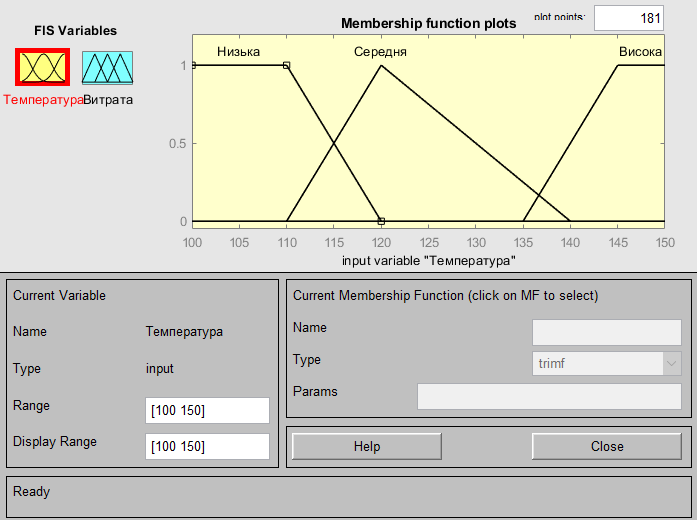 FIS Variables
Membership function plots
plot points:
181
Температура
Витрата
Низька
Середня
Висока
1
0.5
0
100
105
110
115
120
125
130
135
140
145
150
input variable "Температура"
Current Variable
Name
Температура
Type
input
Range
[100 150]
Display Range
[100 150]
Current Membership Function (click on MF to select)
Name
Type
trimf
Params
Help
Close
Ready